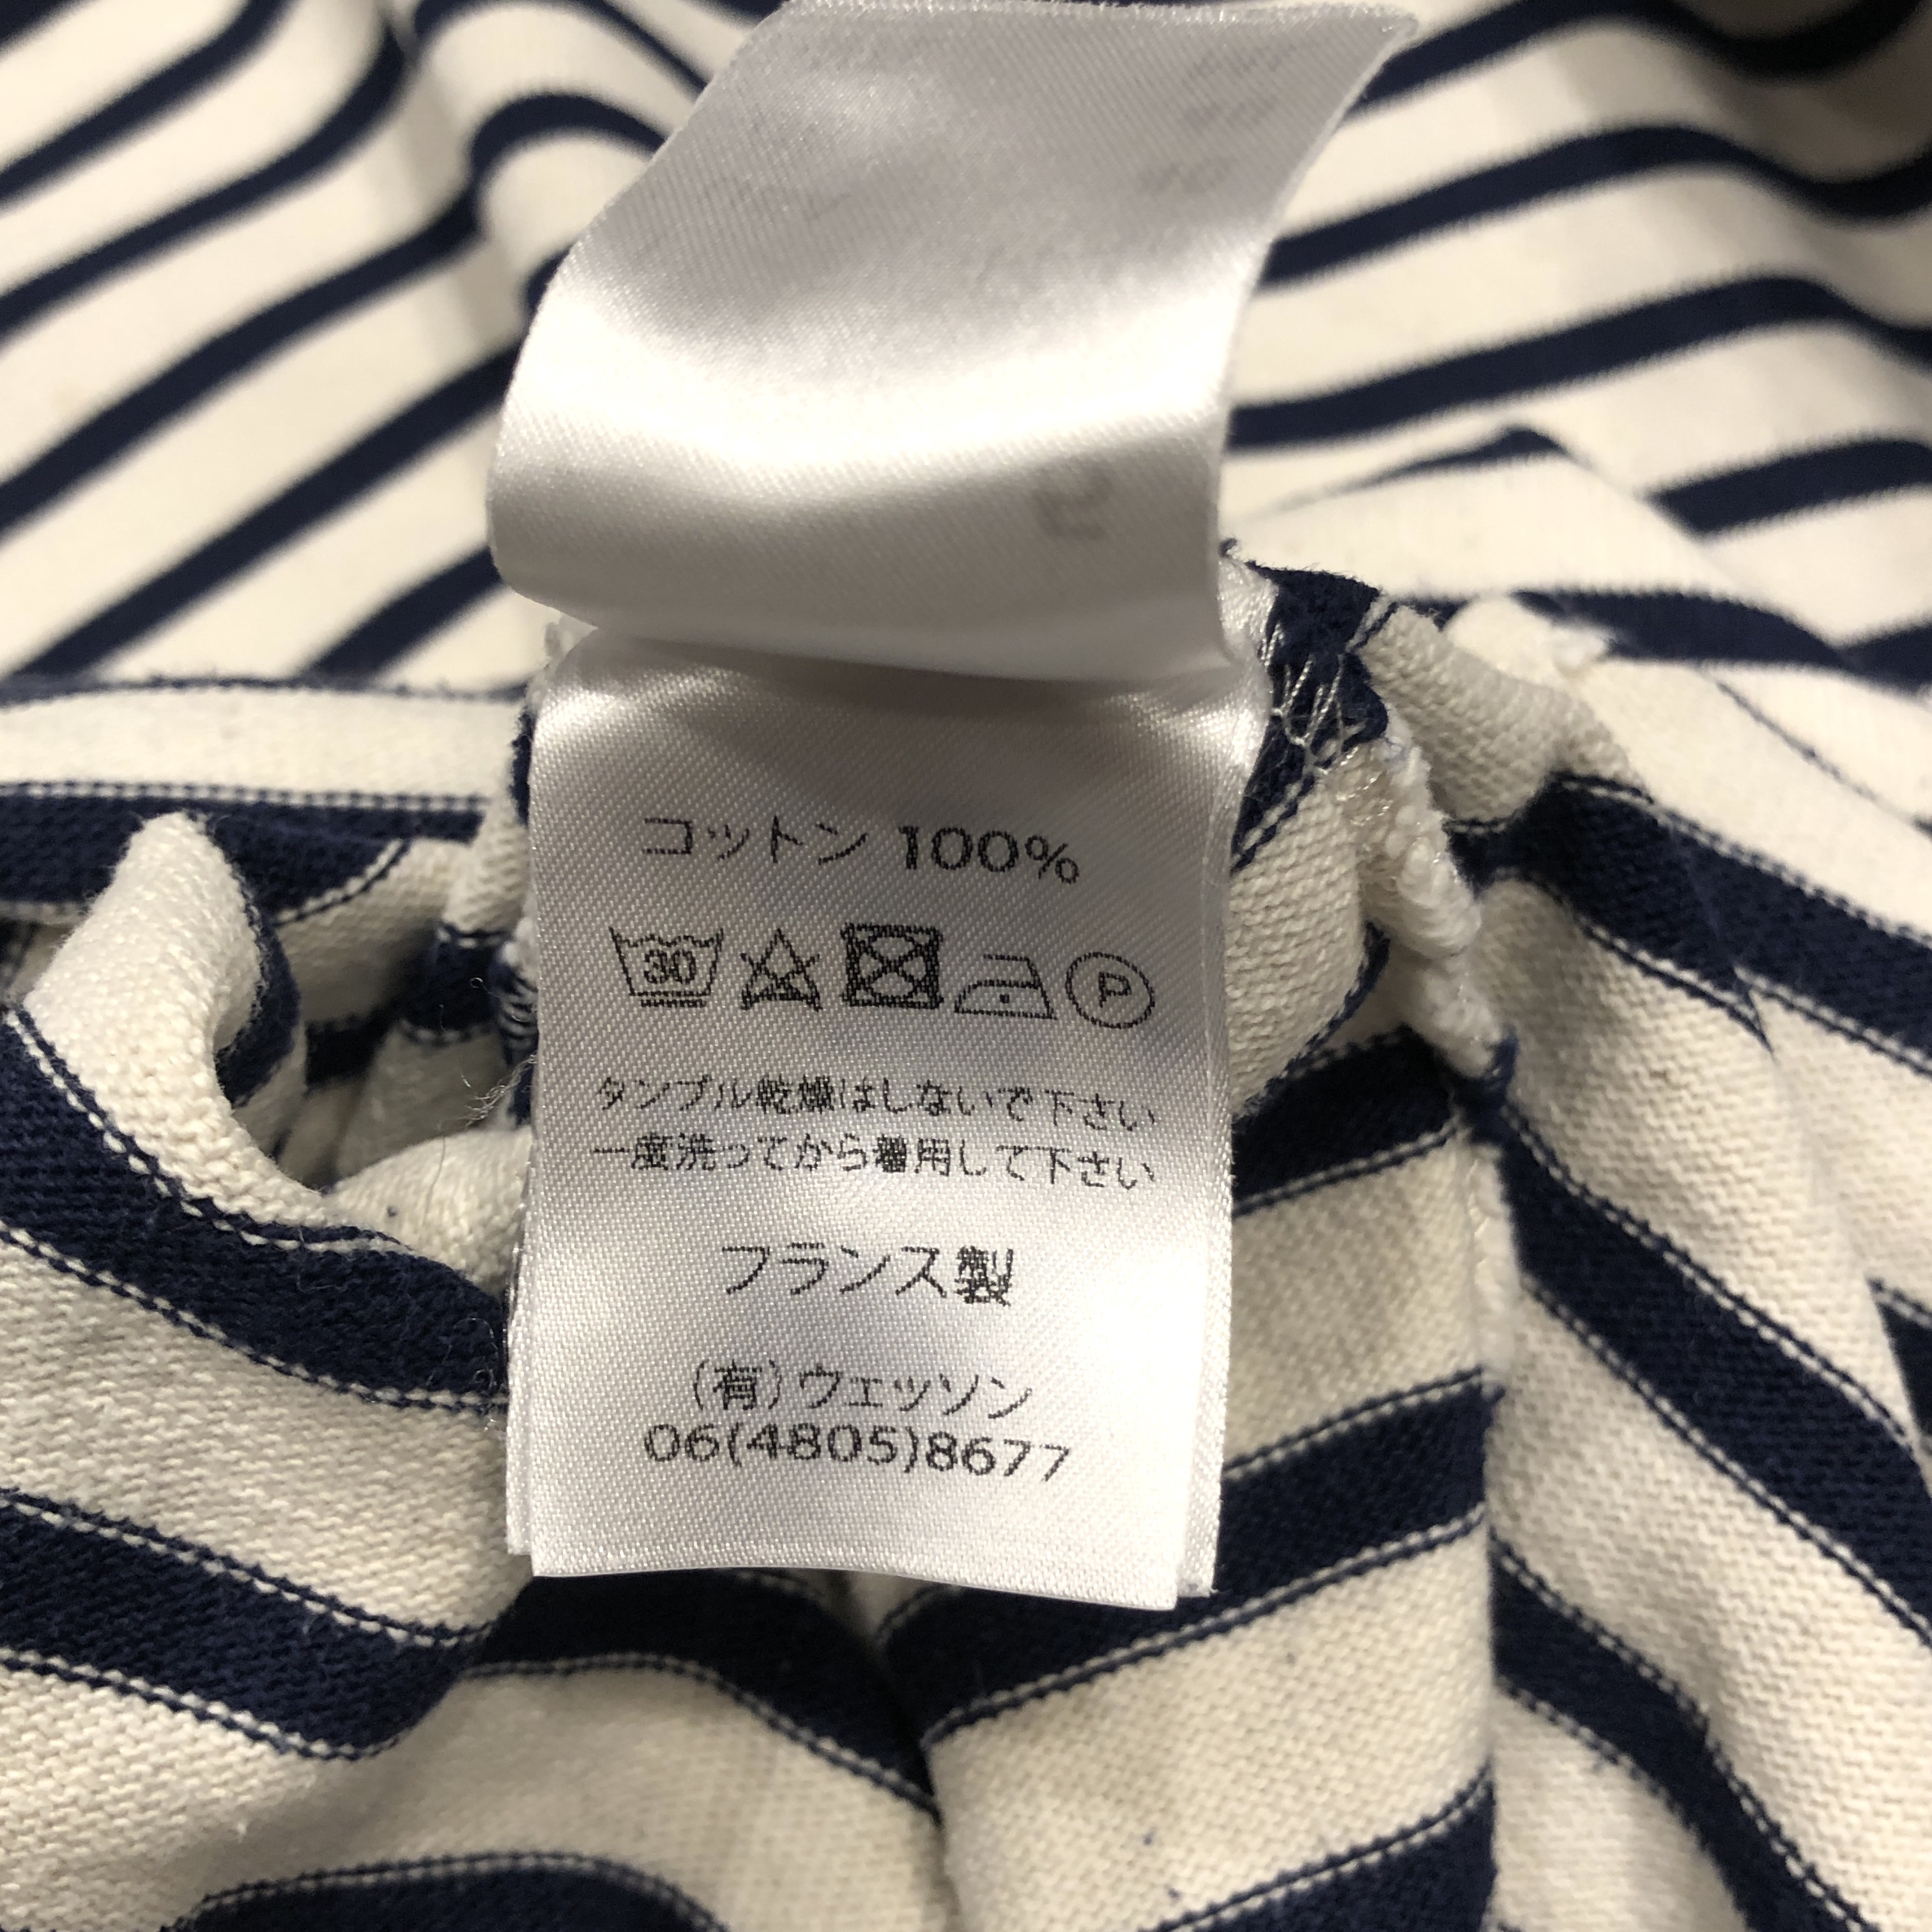 コットン 100%
30
P
タンブル乾燥はしないで下さい
一度洗ってから着用して下さい
フランス製
(有)ウェッソン
06(4805)8677